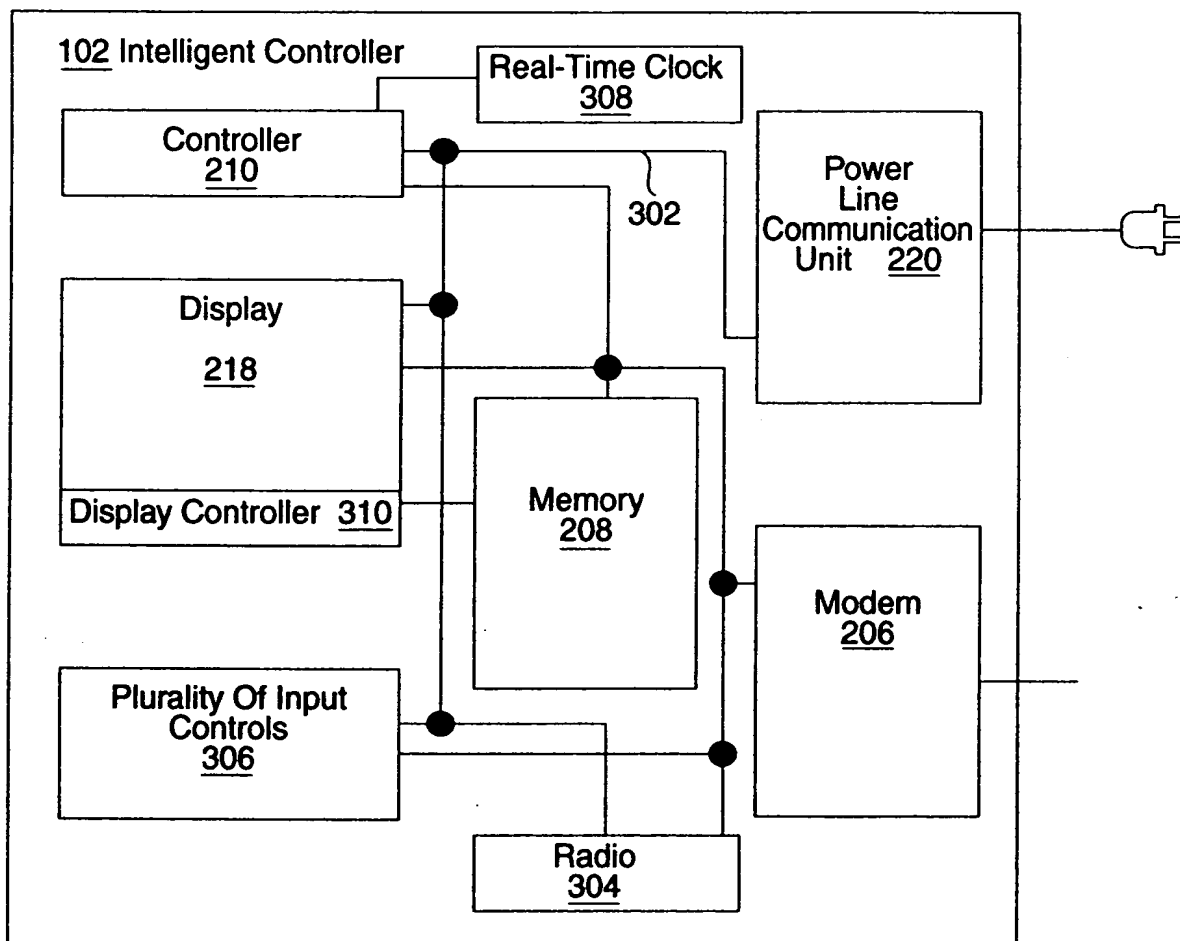 102 Intelligent Controller
Real-Time Clock
308
Controller
210
302
Power
Line
Communication
Unit 220
Display
218
Display Controller 310
Memory
208
Modem
206
Plurality Of Input
Controls
306
Radio
304